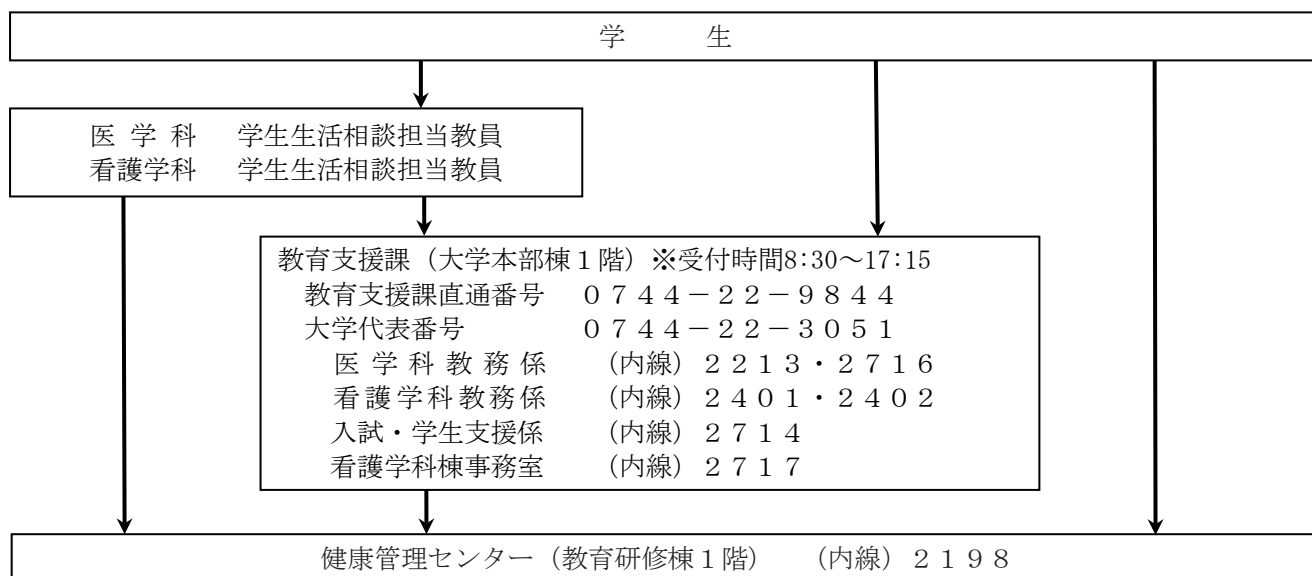 学　　　生
医 学 科　学生生活相談担当教員
看護学科　学生生活相談担当教員
教育支援課（大学本部棟１階）※受付時間8:30～17:15
教育支援課直通番号　０７４４－２２－９８４４
大学代表番号　０７４４－２２－３０５１
医 学 科 教 務 係　（内線）２２１３・２７１６
看護学科教務係　（内線）２４０１・２４０２
入試・学生支援係　（内線）２７１４
看護学科棟事務室　（内線）２７１７
健康管理センター（教育研修棟１階）　（内線）２１９８